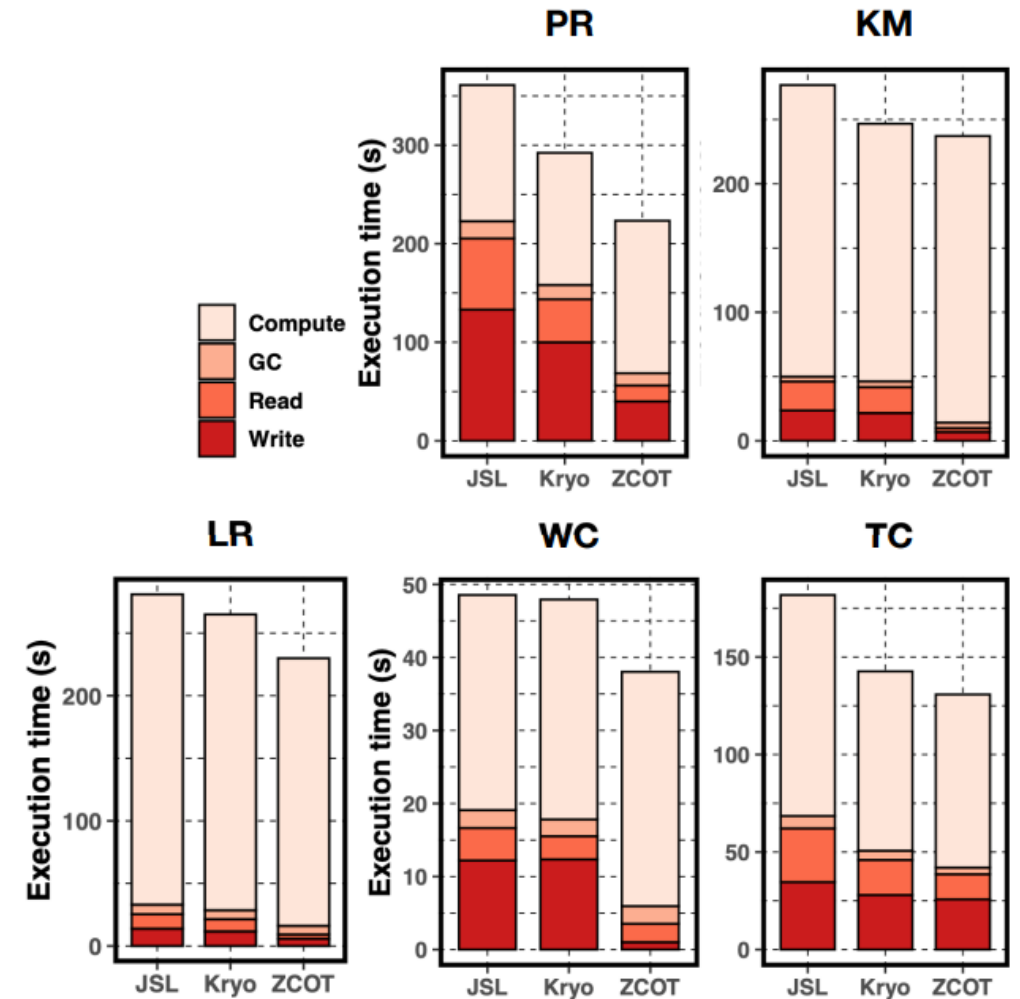 PR
KM
Execution time (s)
300
200
100
0
200
100
0
Compute
GC
Read
Write
JSL Kryo ZCOT
JSL Kryo ZCOT
LR
WC
TC
Execution time (s)
200
100
0
Execution time (s)
50
40
30
20
10
0
150
100
50
0
JSL Kryo ZCOT
JSL Kryo ZCOT
JSL Kryo ZCOT